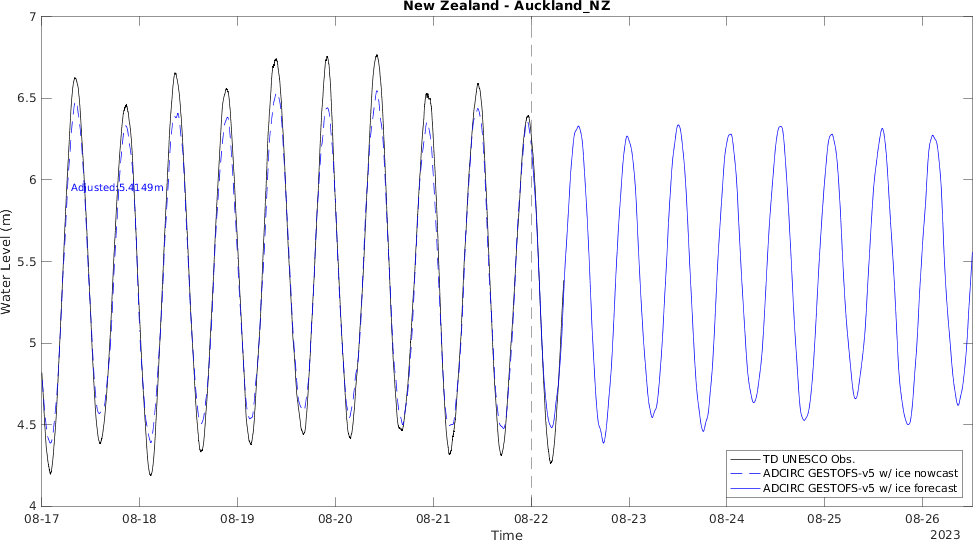 New Zealand - Auckland_NZ
7
6.5
6
5.5
5
4.5
4
Water Level (m)
Adjusted:5.4149m
TD UNESCO Obs.
ADCIRC GESTOFS-v5 w/ ice nowcast
ADCIRC GESTOFS-v5 w/ ice forecast
08-17 08-18 08-19 08-20 08-21 08-22 08-23 08-24 08-25 08-26
Time
2023